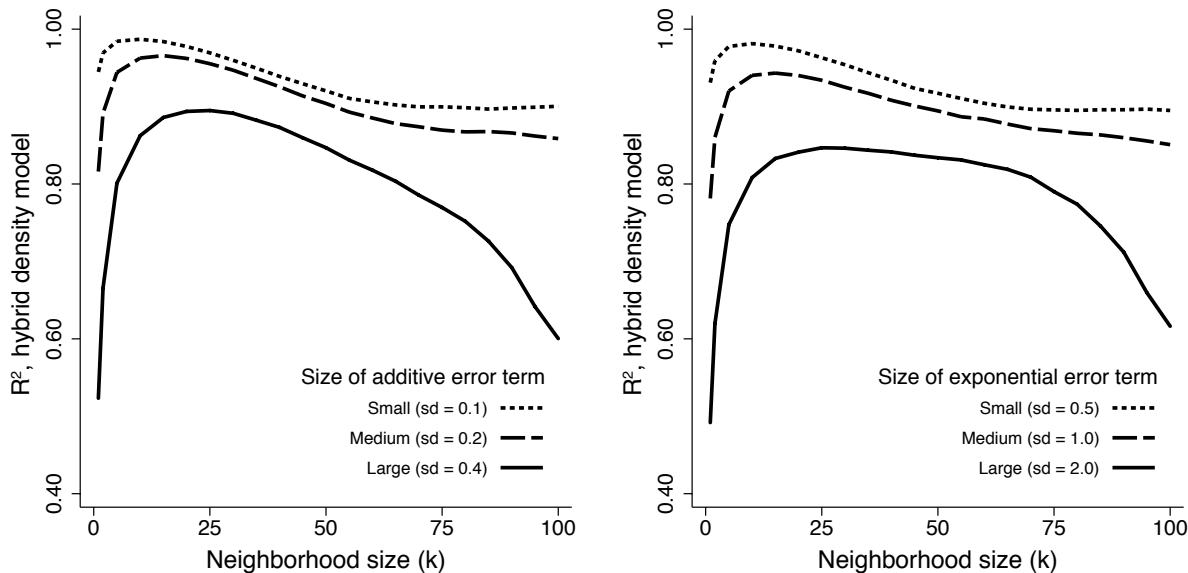 R², hybrid density model
1.00
0.80
0.60
0.40
Size of additive error term
Small (sd = 0.1)
Medium (sd = 0.2)
Large (sd = 0.4)
0 25 50 75 100
Neighborhood size (k)
R², hybrid density model
1.00
0.80
0.60
0.40
Size of exponential error term
Small (sd = 0.5)
Medium (sd = 1.0)
Large (sd = 2.0)
0 25 50 75 100
Neighborhood size (k)